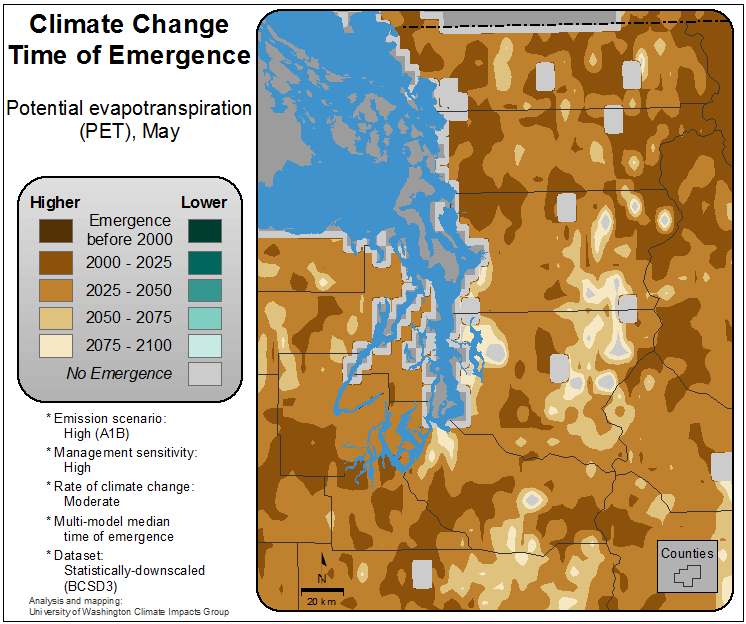 Climate Change
Time of Emergence
Potential evapotranspiration
(PET), May
Higher
Lower
Emergence
before 2000
2000 - 2025
2025 - 2050
2050 - 2075
2075 - 2100
No Emergence
* Emission scenario:
High (A1B)
* Management sensitivity:
High
* Rate of climate change:
Moderate
* Multi-model median
time of emergence
* Dataset:
Statistically-downscaled
(BCSD3)
Analysis and mapping:
University of Washington Climate Impacts Group
N
20 km
Counties